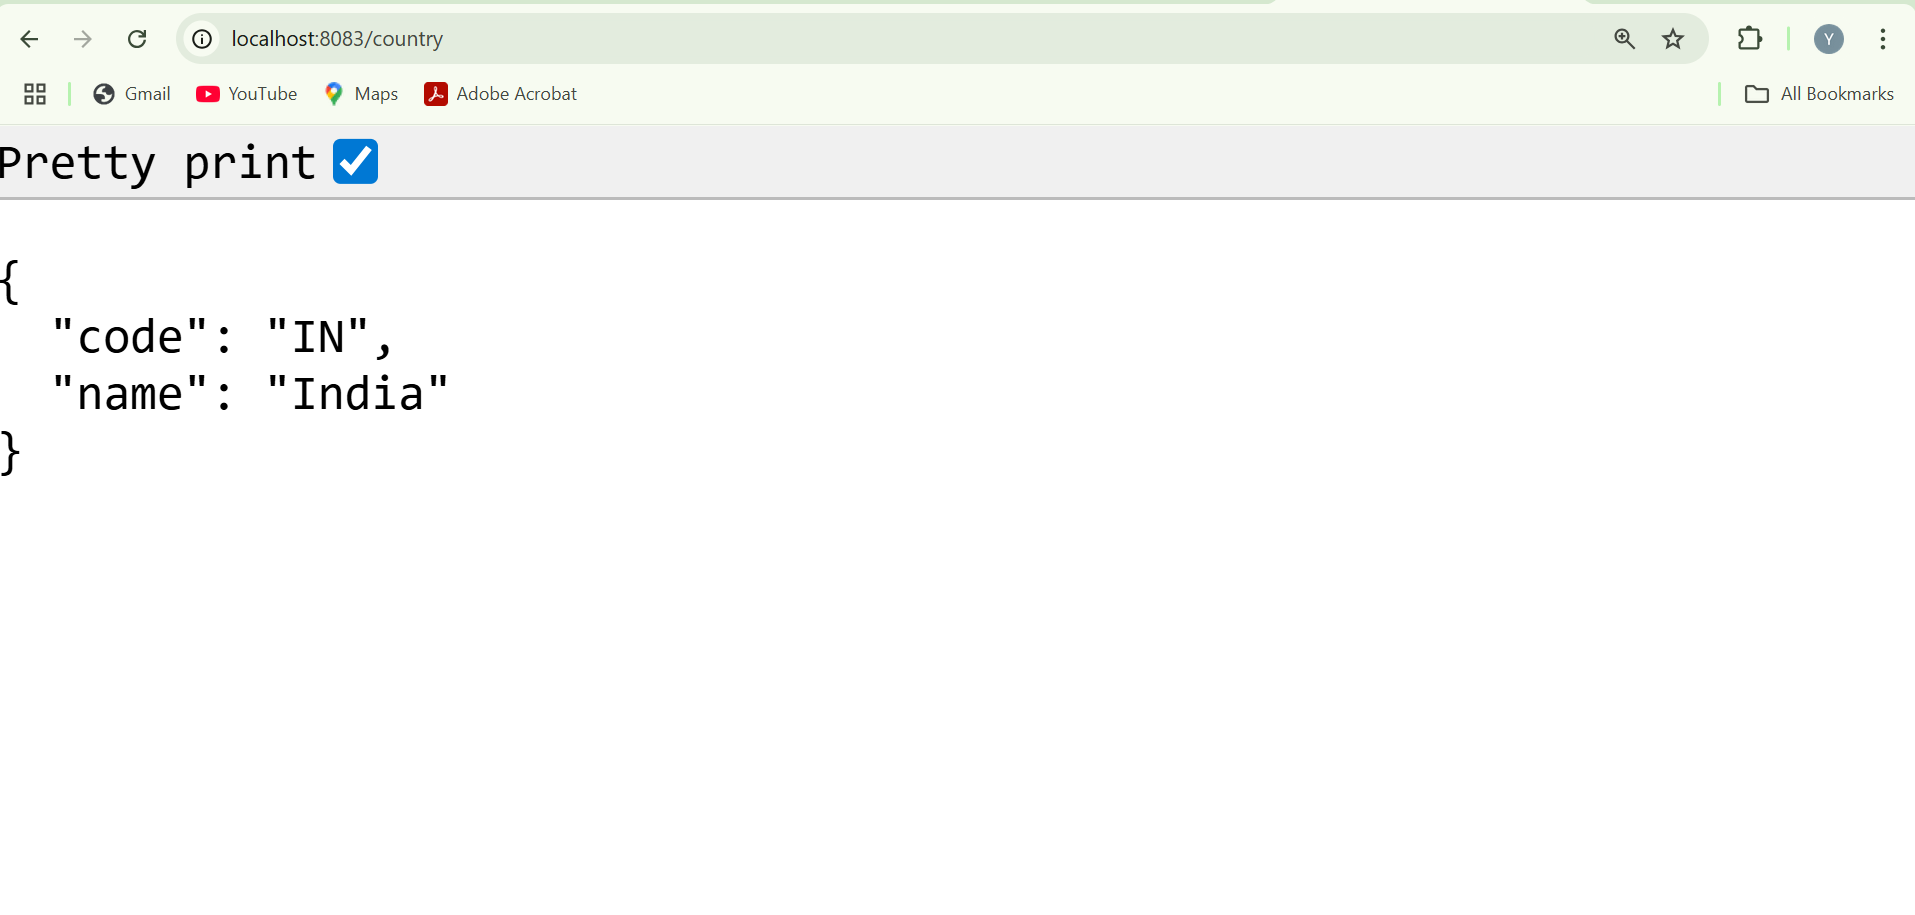 localhost:8083/country
Y
Gmail YouTube Maps Adobe Acrobat All Bookmarks
Pretty print
{
  "code": "IN",
  "name": "India"
}